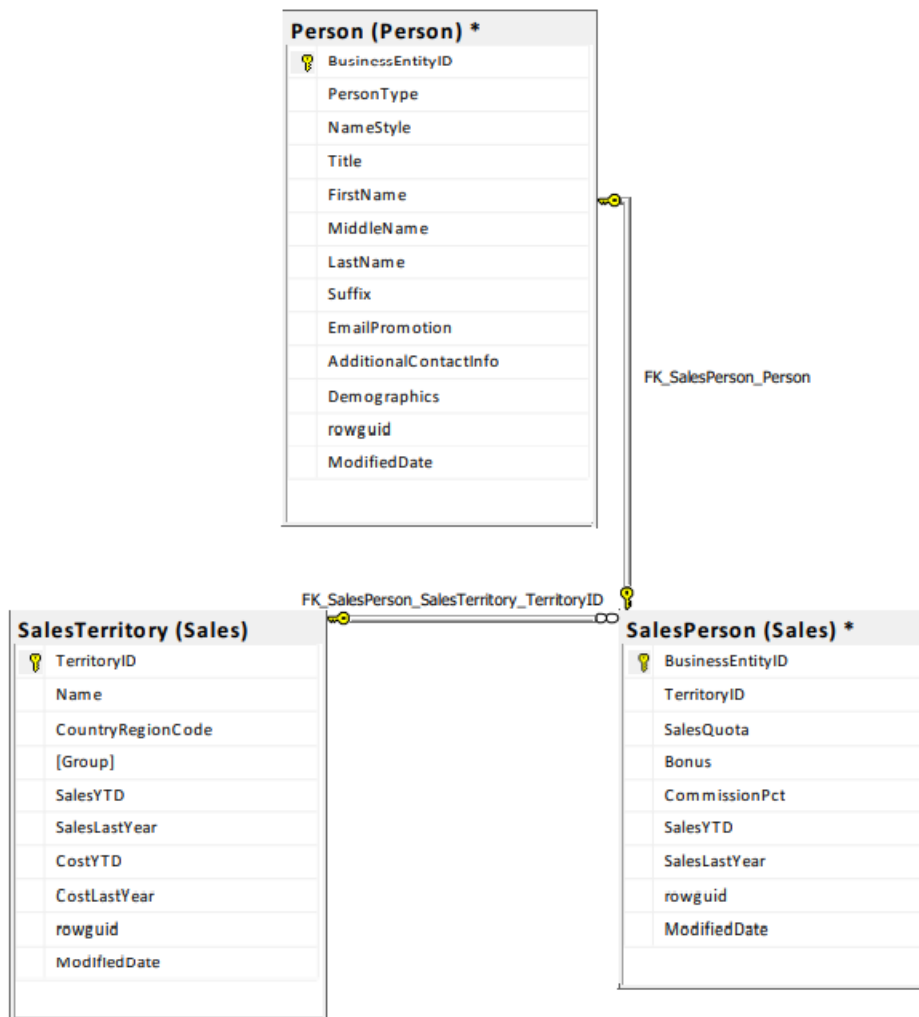 Person (Person) *
BusinessEntityID
PersonType
NameStyle
Title
FirstName
MiddleName
LastName
Suffix
EmailPromotion
AdditionalContactInfo
Demographics
rowguid
ModifiedDate
FK_SalesPerson_Person
FK_SalesPerson_SalesTerritory_TerritoryID
SalesTerritory (Sales)
TerritoryID
Name
CountryRegionCode
[Group]
SalesYTD
SalesLastYear
CostYTD
CostLastYear
rowguid
ModifiedDate
SalesPerson (Sales) *
BusinessEntityID
TerritoryID
SalesQuota
Bonus
CommissionPct
SalesYTD
SalesLastYear
rowguid
ModifiedDate